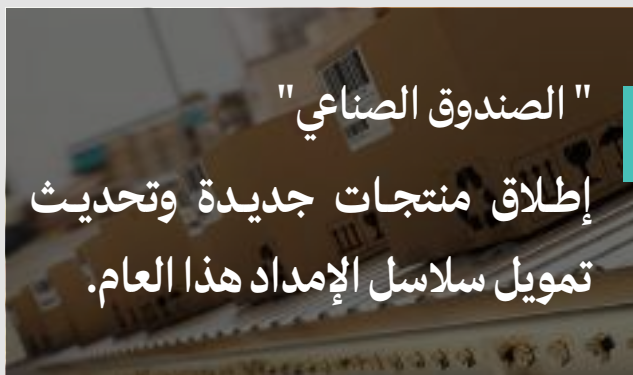 " الصندوق الصناعي"
إطلاق منتجات جديدة وتحديث
تمويل سلاسل الإمداد هذا العام.